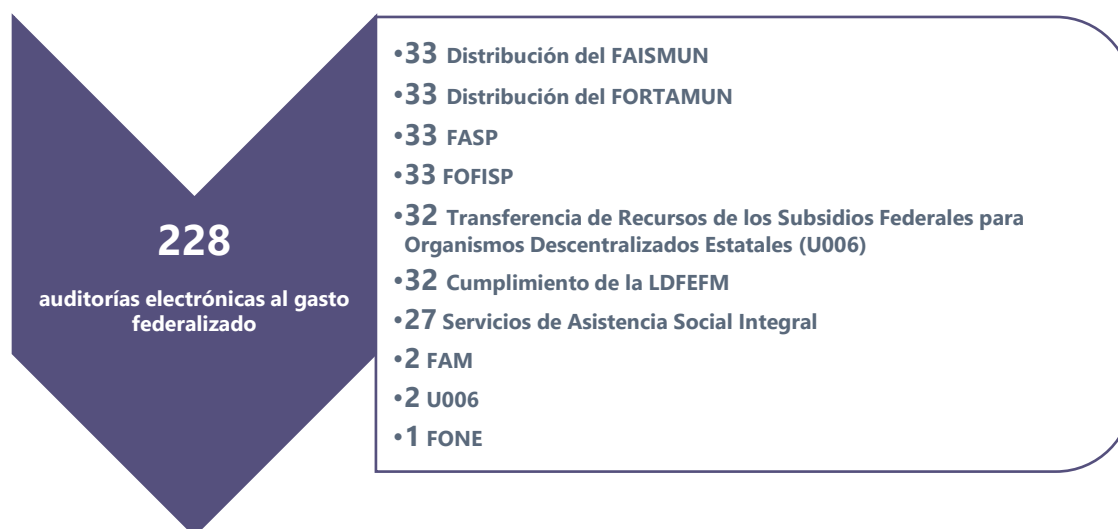 228
auditorías electrónicas al gasto
federalizado
•33 Distribución del FAISMUN
•33 Distribución del FORTAMUN
•33 FASP
•33 FOFISP
•32 Transferencia de Recursos de los Subsidios Federales para
Organismos Descentralizados Estatales (U006)
•32 Cumplimiento de la LDFEFM
•27 Servicios de Asistencia Social Integral
•2 FAM
•2 U006
•1 FONE